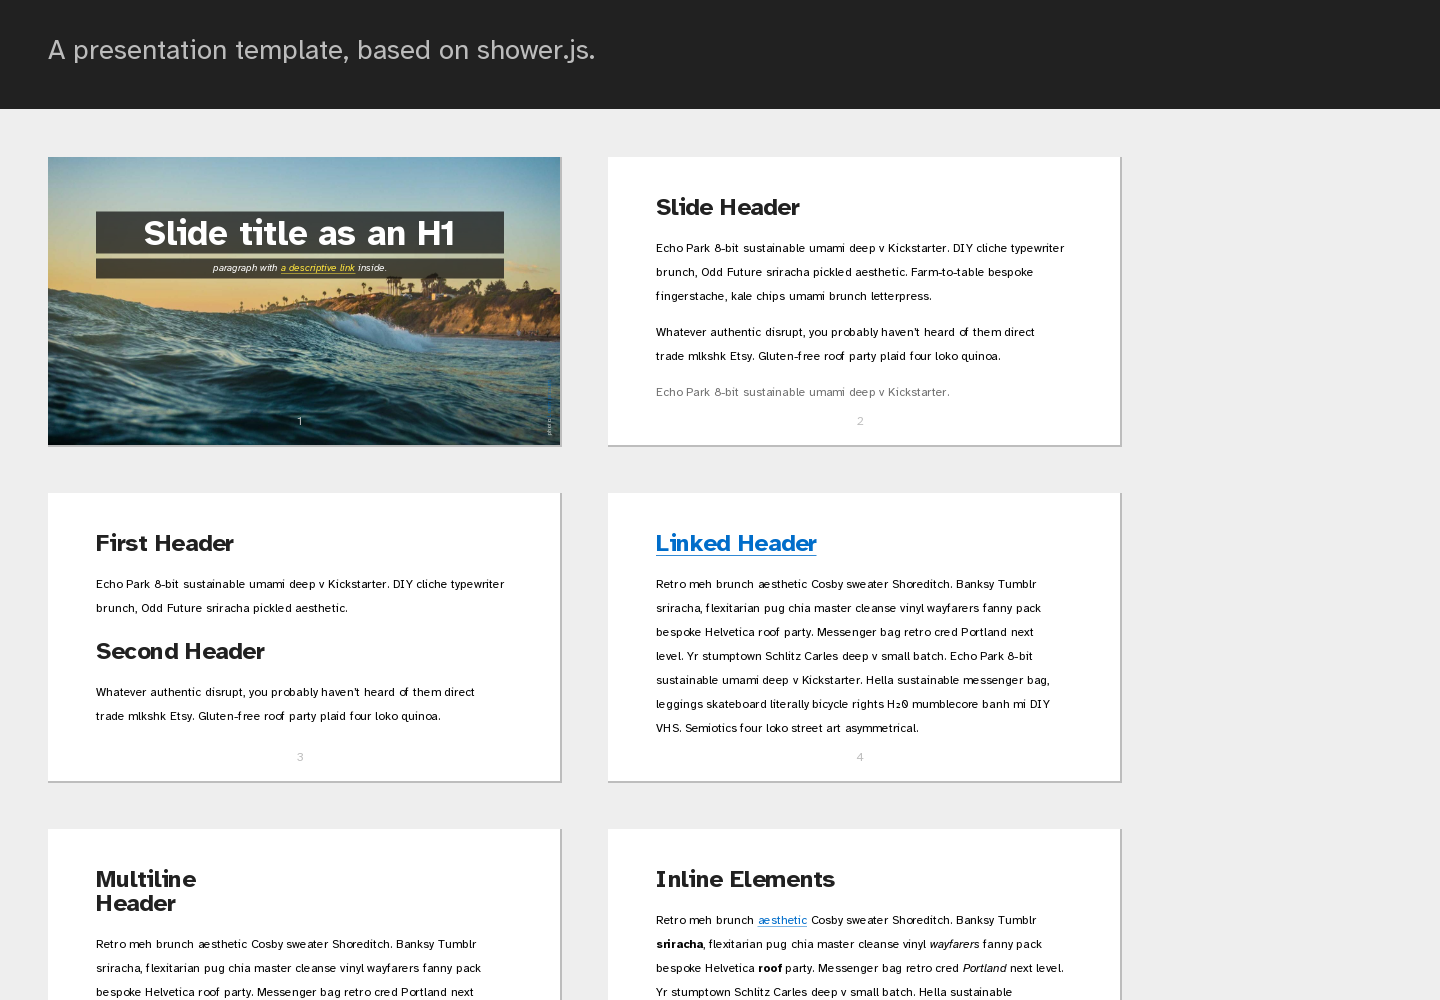 A presentation template, based on shower.js.
Slide title as an H1
paragraph with a descriptive link inside.
1
Slide Header
Echo Park 8-bit sustainable umami deep v Kickstarter. DIY cliche typewriter
brunch, Odd Future sriracha pickled aesthetic. Farm-to-table bespoke
fingerstache, kale chips umami brunch letterpress.
Whatever authentic disrupt, you probably haven't heard of them direct
trade mlkshk Etsy. Gluten-free roof party plaid four loko quinoa.
Echo Park 8-bit sustainable umami deep v Kickstarter.
2
First Header
Echo Park 8-bit sustainable umami deep v Kickstarter. DIY cliche typewriter
brunch, Odd Future sriracha pickled aesthetic.
Second Header
Whatever authentic disrupt, you probably haven't heard of them direct
trade mlkshk Etsy. Gluten-free roof party plaid four loko quinoa.
3
Linked Header
Retro meh brunch aesthetic Cosby sweater Shoreditch. Banksy Tumblr
sriracha, flexitarian pug chia master cleanse vinyl wayfarers fanny pack
bespoke Helvetica roof party. Messenger bag retro cred Portland next
level. Yr stumptown Schlitz Carles deep v small batch. Echo Park 8-bit
sustainable umami deep v Kickstarter. Hella sustainable messenger bag,
leggings skateboard literally bicycle rights H₂0 mumblecore banh mi DIY
VHS. Semiotics four loko street art asymmetrical.
4
Multiline
Header
Retro meh brunch aesthetic Cosby sweater Shoreditch. Banksy Tumblr
sriracha, flexitarian pug chia master cleanse vinyl wayfarers fanny pack
bespoke Helvetica roof party. Messenger bag retro cred Portland next
Inline Elements
Retro meh brunch aesthetic Cosby sweater Shoreditch. Banksy Tumblr
sriracha, flexitarian pug chia master cleanse vinyl wayfarers fanny pack
bespoke Helvetica roof party. Messenger bag retro cred Portland next level.
Yr stumptown Schlitz Carles deep v small batch. Hella sustainable